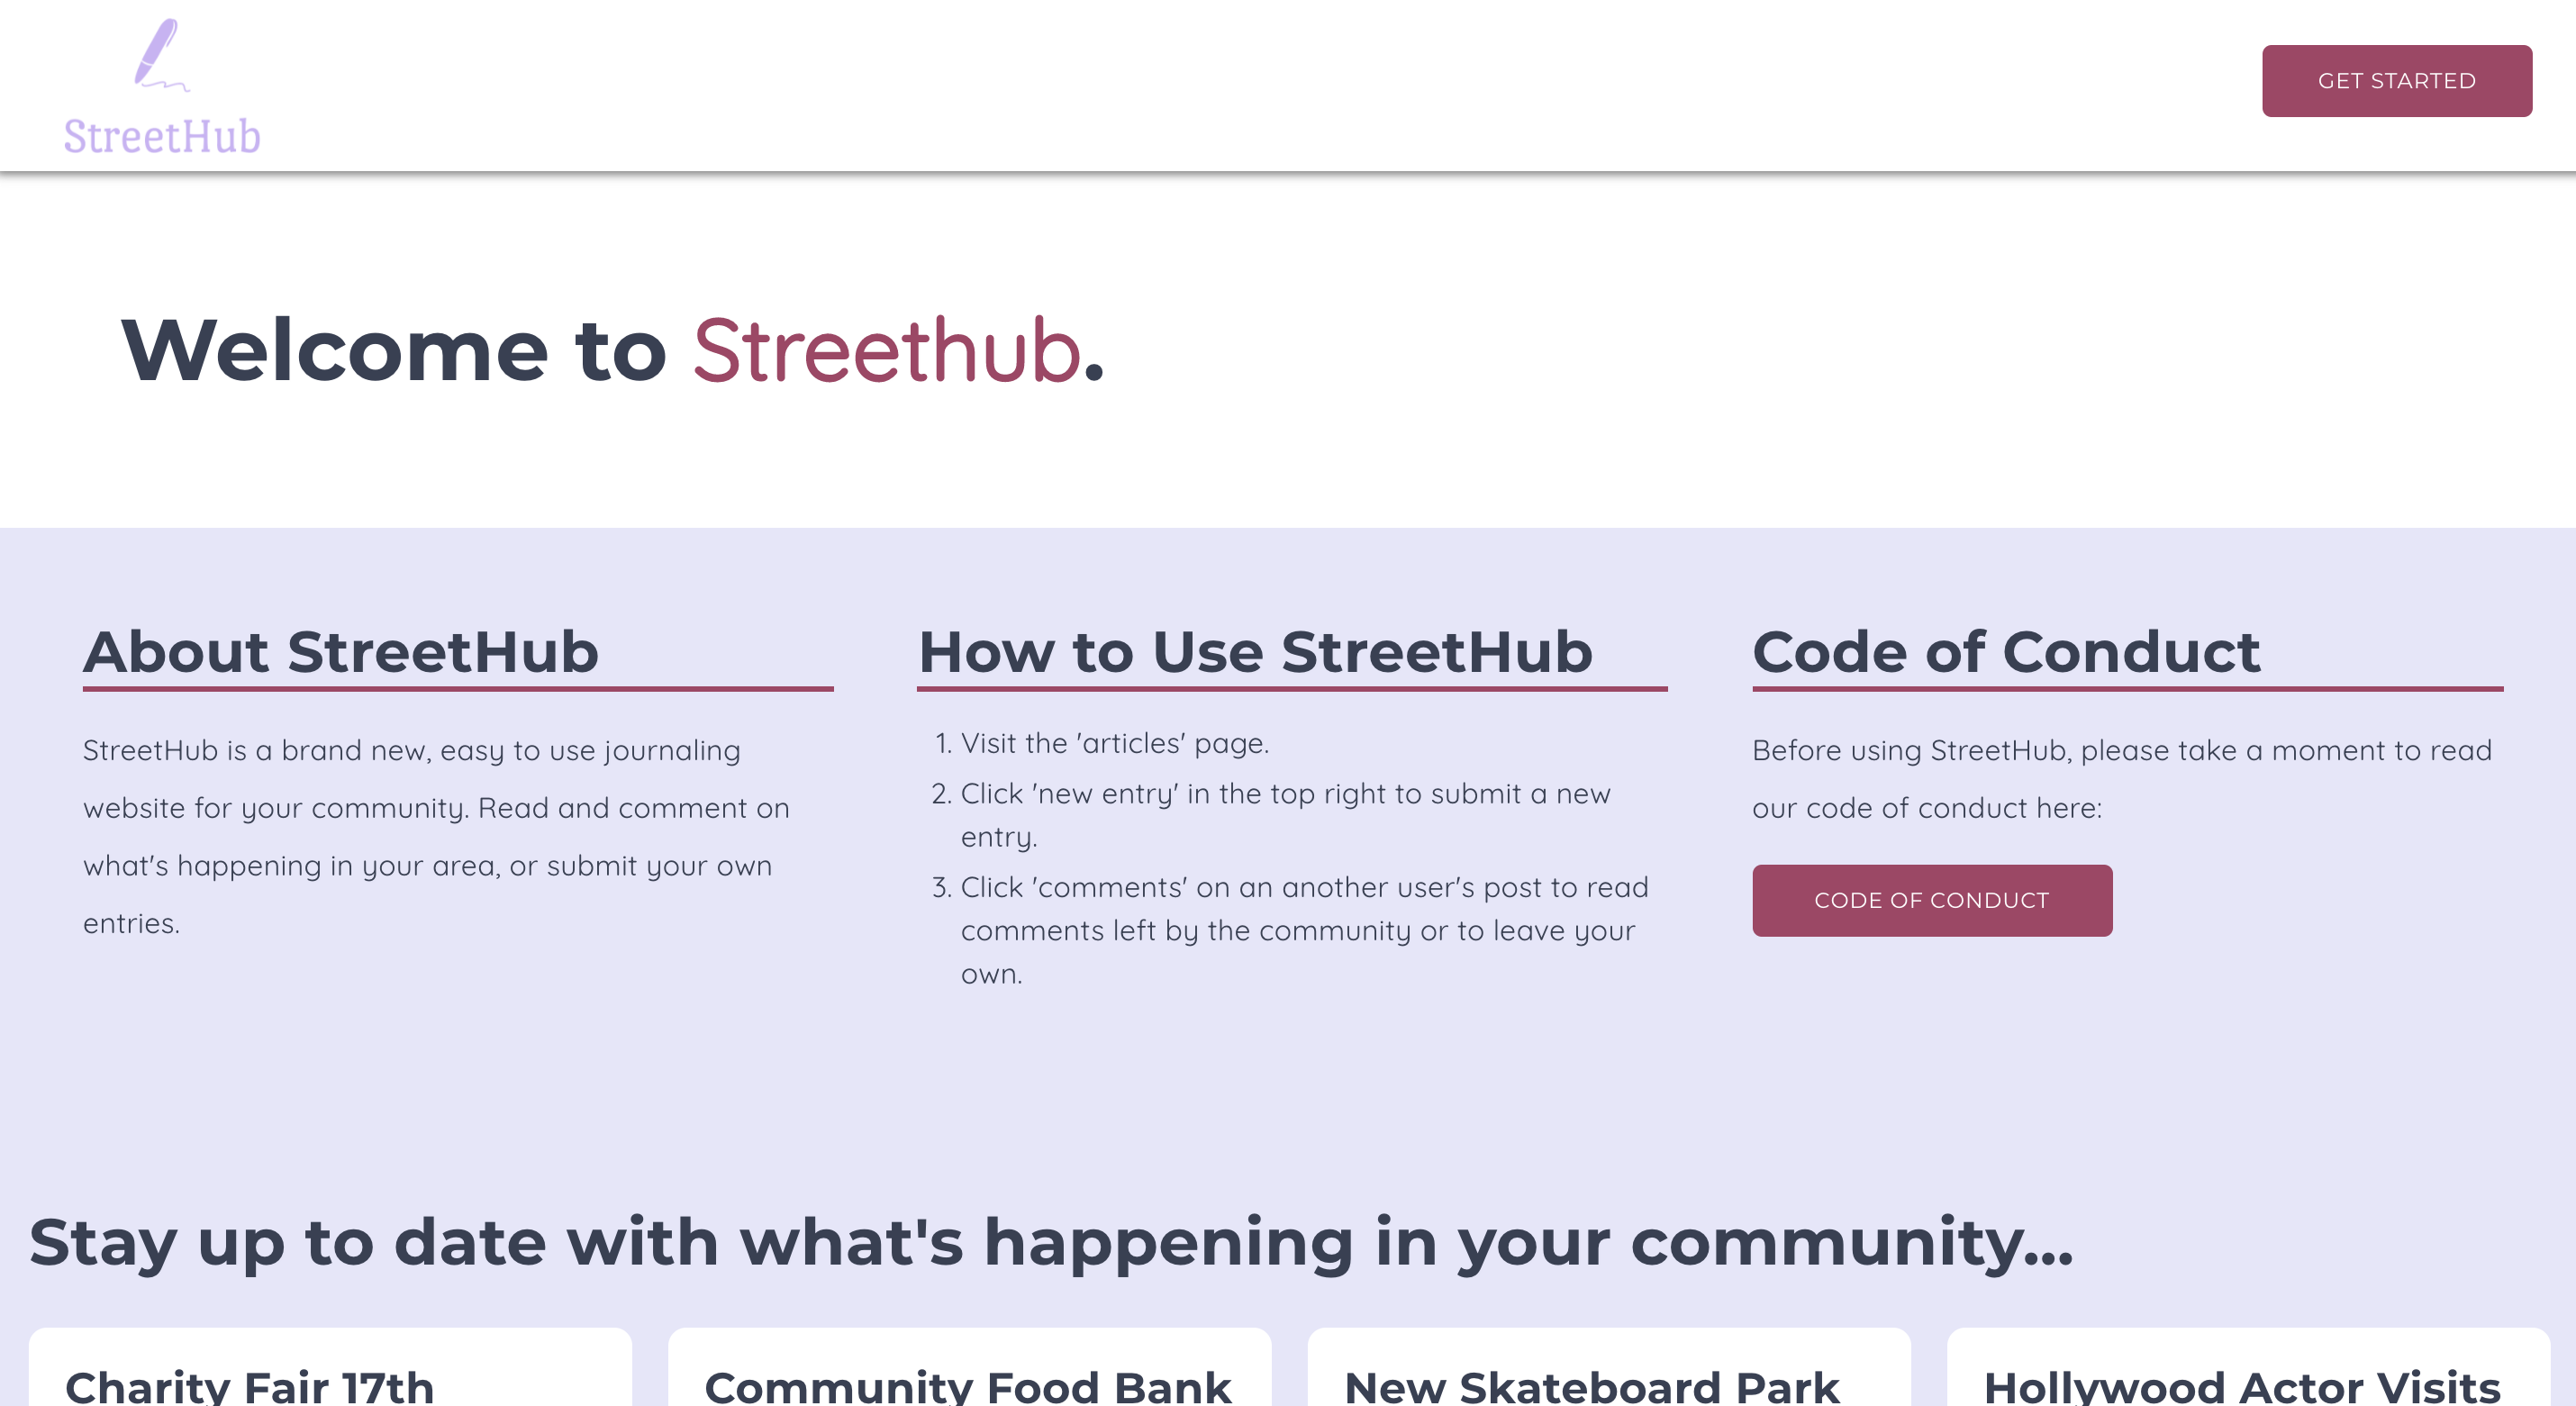 StreetHub
GET STARTED
Welcome to Streethub.
About StreetHub
StreetHub is a brand new, easy to use journaling
website for your community. Read and comment on
what's happening in your area, or submit your own
entries.
How to Use StreetHub
1. Visit the 'articles' page.
2. Click 'new entry' in the top right to submit a new
entry.
3. Click 'comments' on an another user's post to read
comments left by the community or to leave your
own.
Code of Conduct
Before using StreetHub, please take a moment to read
our code of conduct here:
CODE OF CONDUCT
Stay up to date with what's happening in your community...
Charity Fair 17th
Community Food Bank
New Skateboard Park
Hollywood Actor Visits